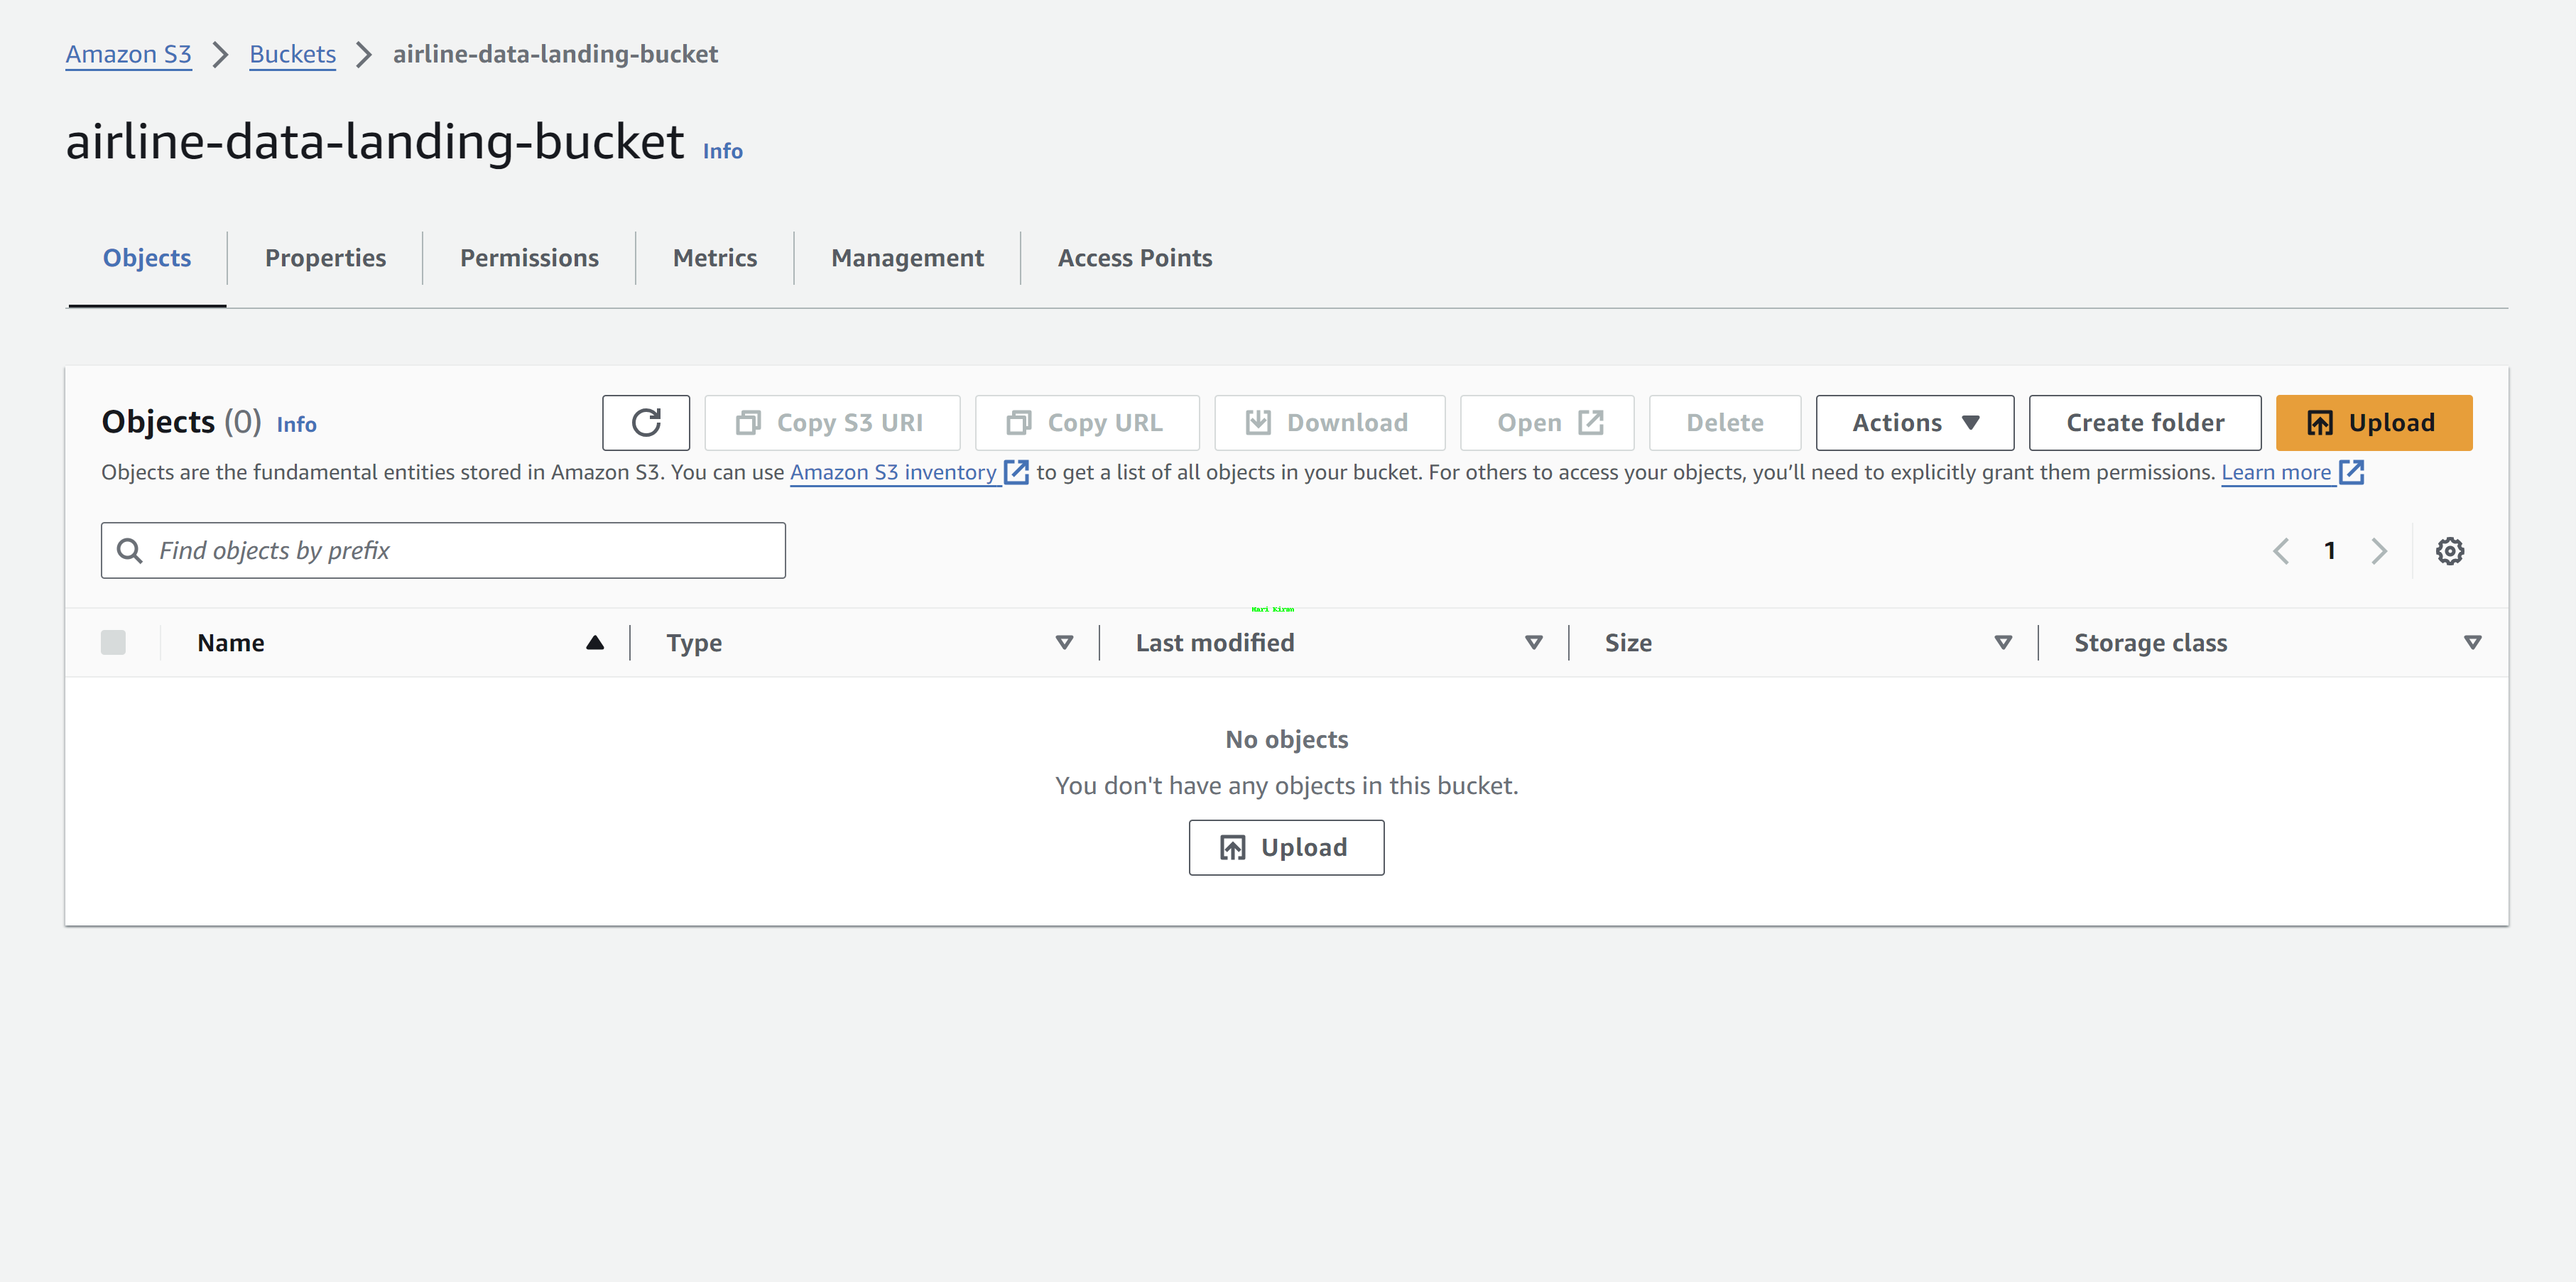 Amazon S3 > Buckets > airline-data-landing-bucket
airline-data-landing-bucket Info
Objects Properties Permissions Metrics Management Access Points
Objects (0) Info Copy S3 URI Copy URL Download Open Delete Actions Create folder Upload
Objects are the fundamental entities stored in Amazon S3. You can use Amazon S3 inventory to get a list of all objects in your bucket. For others to access your objects, you’ll need to explicitly grant them permissions. Learn more
Find objects by prefix 1
Hari Kiran
Name Type Last modified Size Storage class
No objects
You don't have any objects in this bucket.
Upload